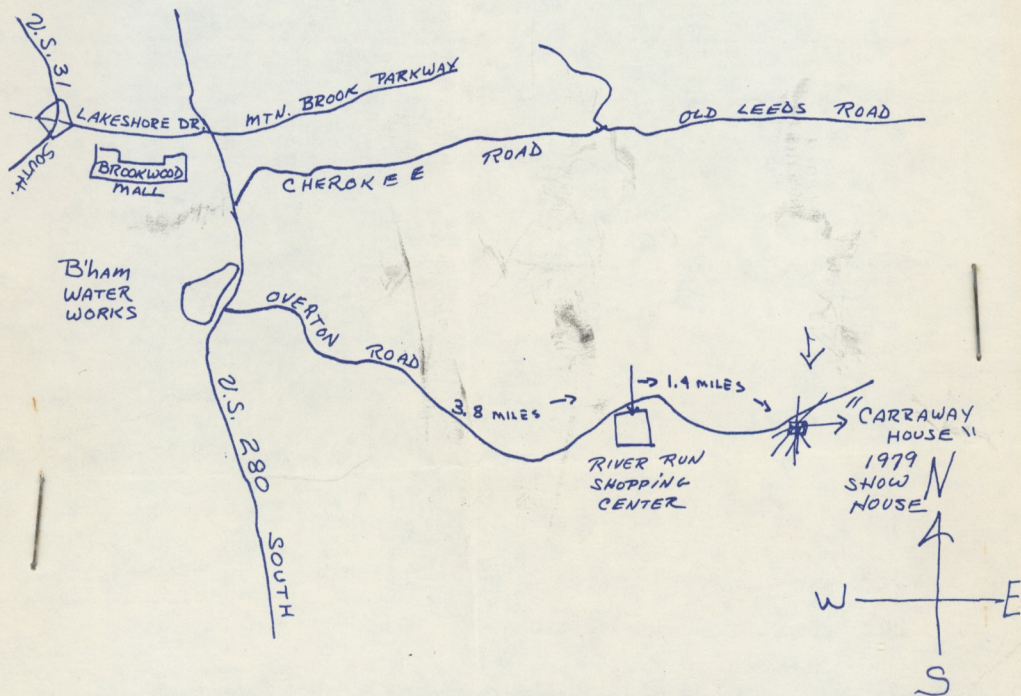 U.S. 31
SOUTH.
LAKESHORE DR.
MTN. BROOK PARKWAY
BROOKWOOD
MALL
CHEROKEE ROAD
OLD LEEDS ROAD
B'HAM
WATER
WORKS
OVERTON ROAD
U.S. 280 SOUTH
3.8 MILES
1.4 MILES
RIVER RUN
SHOPPING
CENTER
"CARRAWAY
HOUSE"
1979
SHOW
HOUSE
N
W
E
S